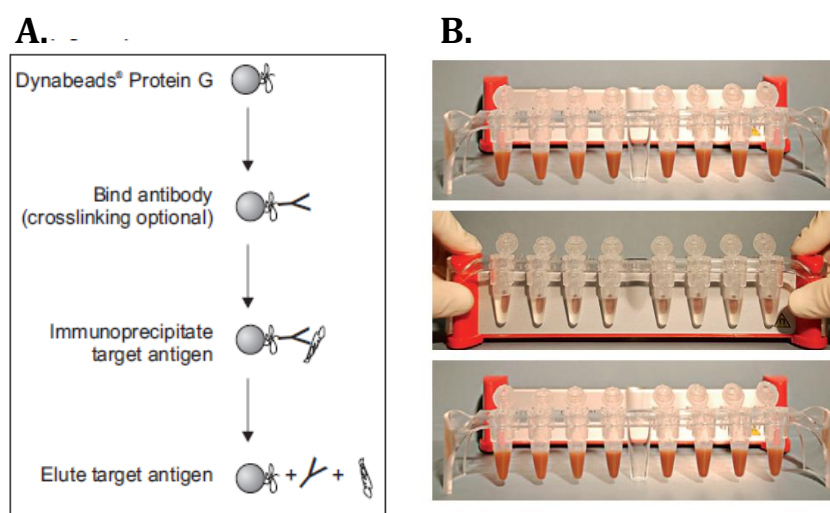 A.
B.
Dynabeads® Protein G
Bind antibody
(crosslinking optional)
Immunoprecipitate
target antigen
Elute target antigen
+ +